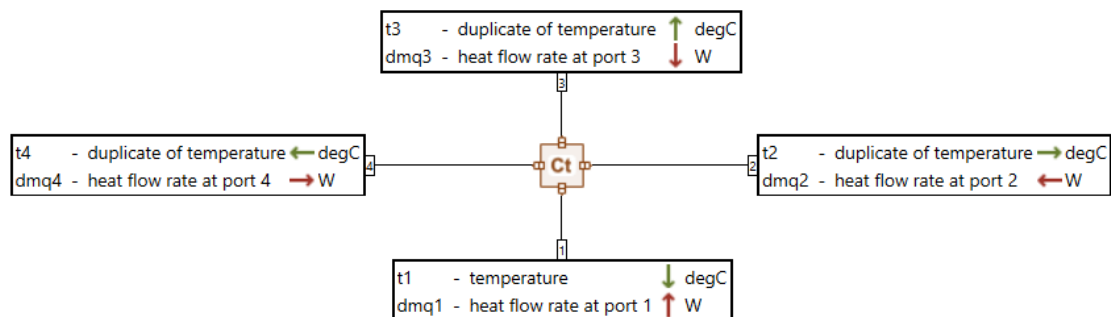 t3 - duplicate of temperature degC
dmq3 - heat flow rate at port 3 W
3
t4 - duplicate of temperature degC
dmq4 - heat flow rate at port 4 W
4
Ct
2
t2 - duplicate of temperature degC
dmq2 - heat flow rate at port 2 W
1
t1 - temperature degC
dmq1 - heat flow rate at port 1 W